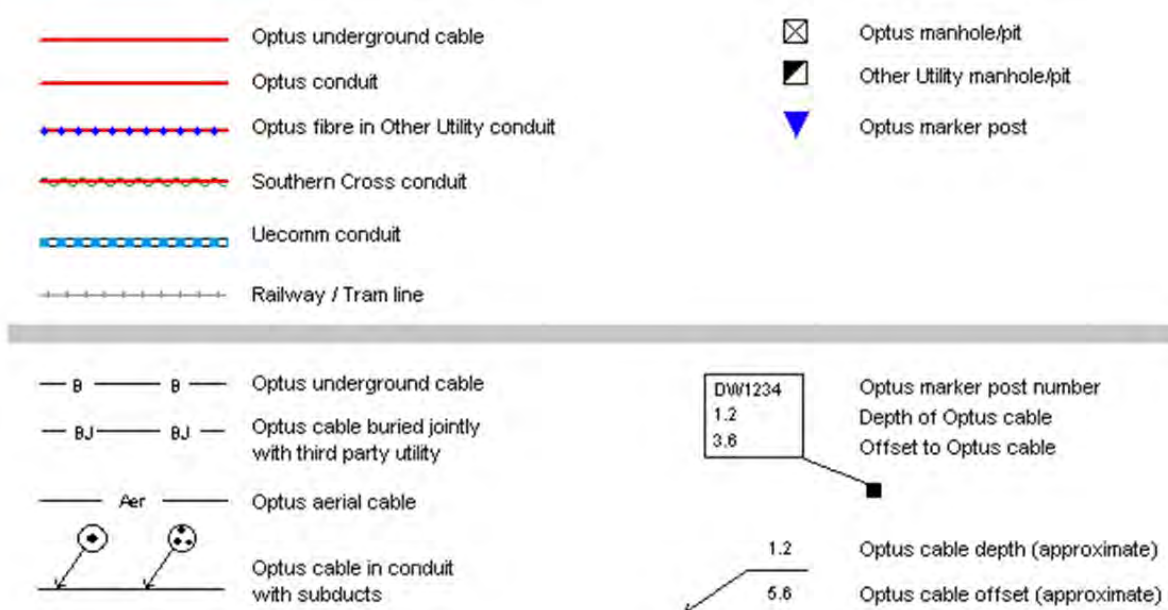 Optus underground cable
Optus conduit
Optus fibre in Other Utility conduit
Southern Cross conduit
Uecomm conduit
Railway / Tram line
Optus manhole/pit
Other Utility manhole/pit
Optus marker post
B B
Optus underground cable
BJ BJ
Optus cable buried jointly
with third party utility
Aer
Optus aerial cable
Optus cable in conduit
with subducts
DW1234
1.2
3.6
Optus marker post number
Depth of Optus cable
Offset to Optus cable
1.2
Optus cable depth (approximate)
5.6
Optus cable offset (approximate)